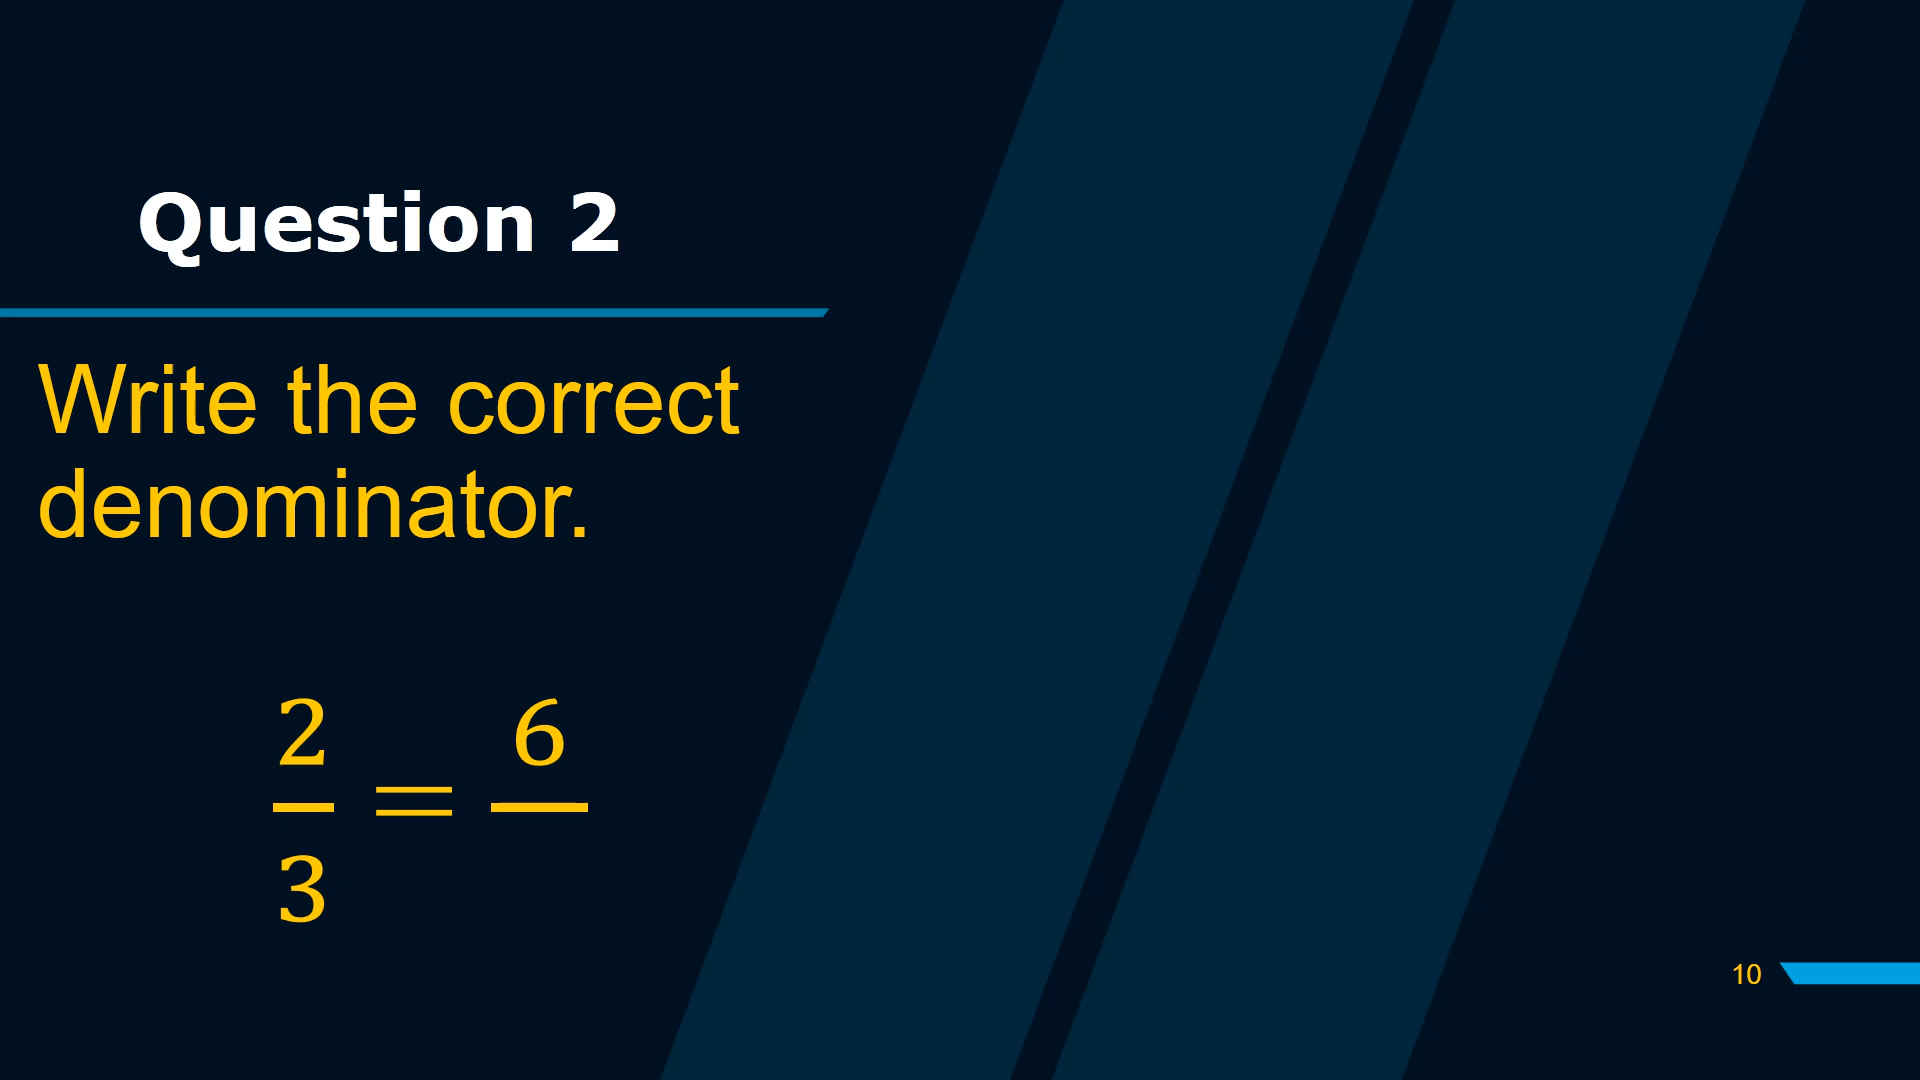 Question 2
Write the correct
denominator.
2/3 = 6/
10